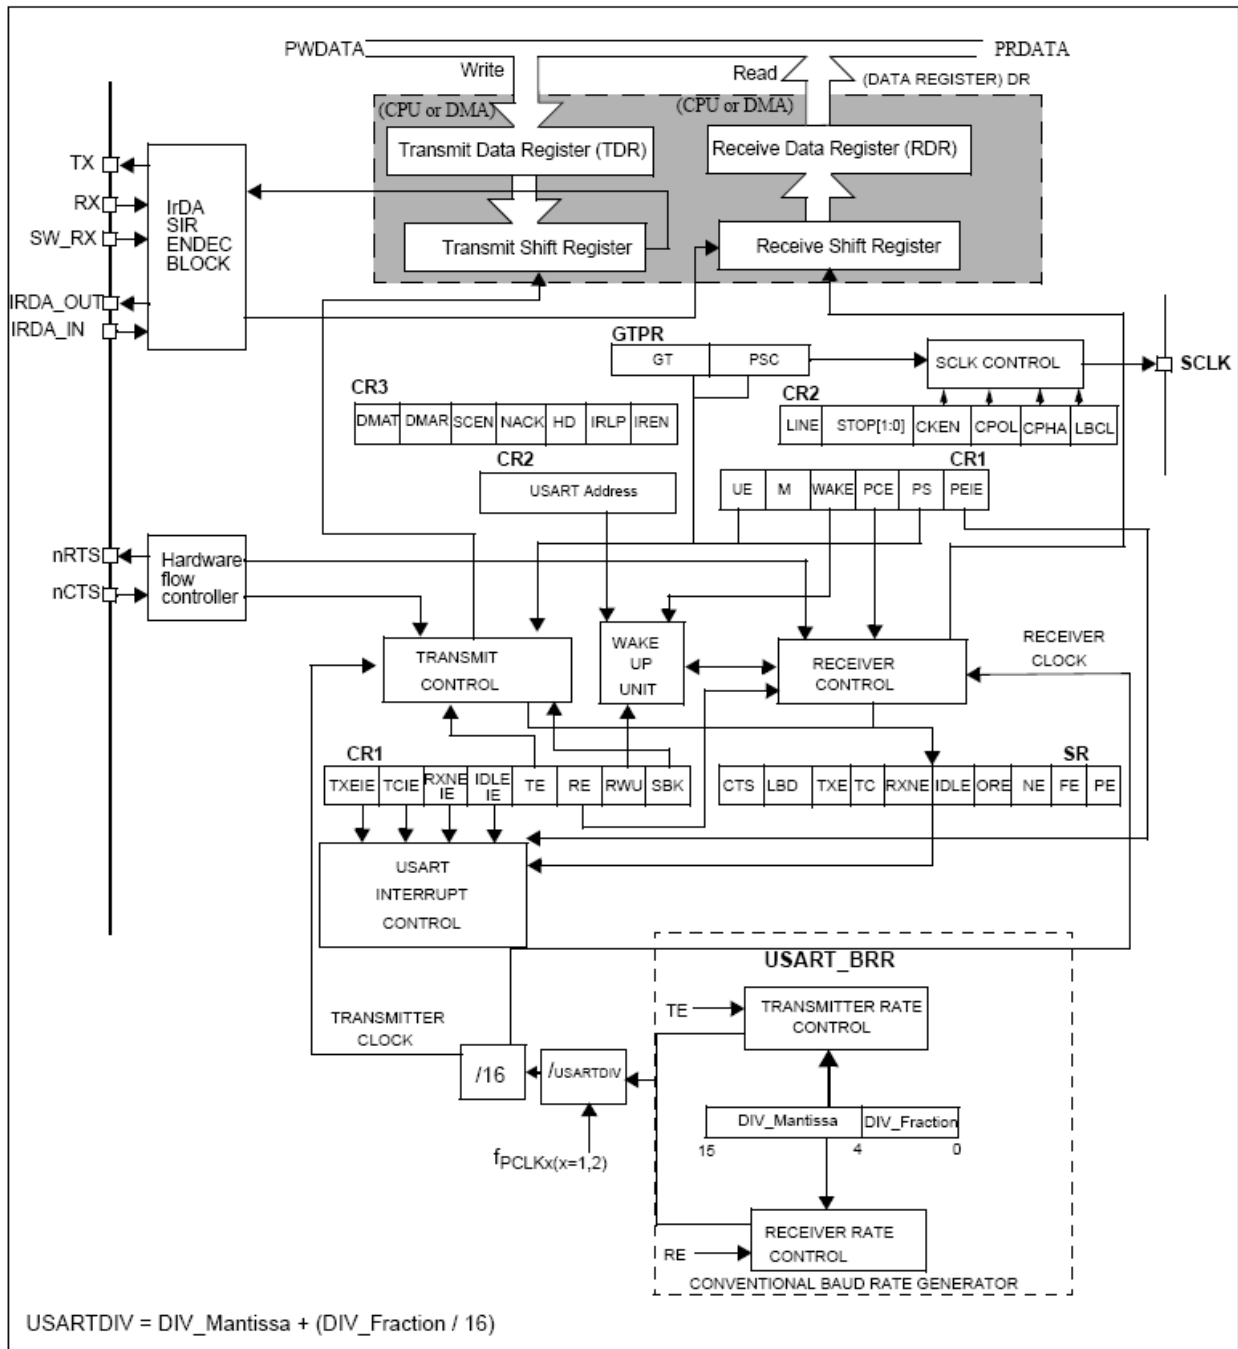 PWDATA
PRDATA
Write
Read
(DATA REGISTER) DR
(CPU or DMA)
(CPU or DMA)
TX
RX
SW_RX
IRDA_OUT
IRDA_IN
IrDA
SIR
ENDEC
BLOCK
Transmit Data Register (TDR)
Receive Data Register (RDR)
Transmit Shift Register
Receive Shift Register
GTPR
GT
PSC
SCLK CONTROL
SCLK
CR3
DMAT
DMAR
SCEN
NACK
HD
IRLP
IREN
CR2
LINE
STOP[1:0]
CKEN
CPOL
CPHA
LBCL
CR2
USART Address
CR1
UE
M
WAKE
PCE
PS
PEIE
nRTS
nCTS
Hardware
flow
controller
TRANSMIT
CONTROL
WAKE
UP
UNIT
RECEIVER
CONTROL
RECEIVER
CLOCK
CR1
TXEIE
TCIE
RXNE
IE
IDLE
IE
TE
RE
RWU
SBK
SR
CTS
LBD
TXE
TC
RXNE
IDLE
ORE
NE
FE
PE
USART
INTERRUPT
CONTROL
USART_BRR
TE
TRANSMITTER RATE
CONTROL
TRANSMITTER
CLOCK
/16
/USARTDIV
fPCLKx(x=1,2)
DIV_Mantissa
DIV_Fraction
15
4
0
RE
RECEIVER RATE
CONTROL
CONVENTIONAL BAUD RATE GENERATOR
USARTDIV = DIV_Mantissa + (DIV_Fraction / 16)